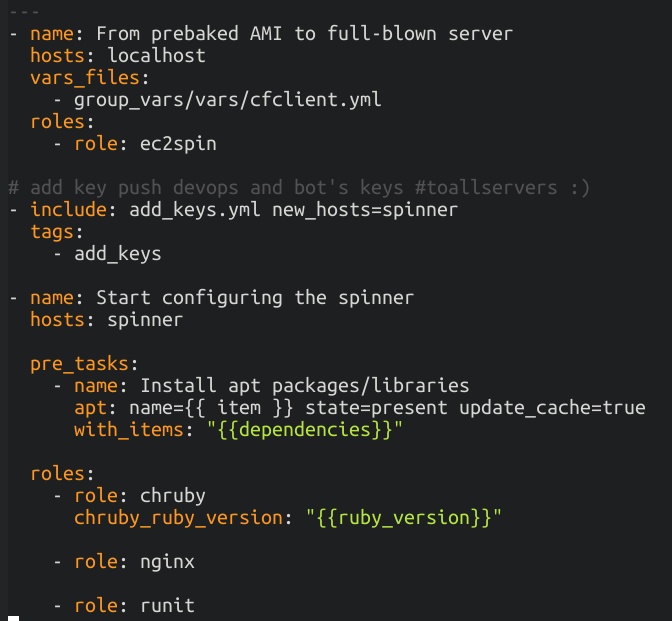 ---
- name: From prebaked AMI to full-blown server
  hosts: localhost
  vars_files:
    - group_vars/vars/cfclient.yml
  roles:
    - role: ec2spin

# add key push devops and bot's keys #toallservers :)
- include: add_keys.yml new_hosts=spinner
  tags:
    - add_keys

- name: Start configuring the spinner
  hosts: spinner

  pre_tasks:
    - name: Install apt packages/libraries
      apt: name={{ item }} state=present update_cache=true
      with_items: "{{dependencies}}"

  roles:
    - role: chruby
      chruby_ruby_version: "{{ruby_version}}"

    - role: nginx

    - role: runit